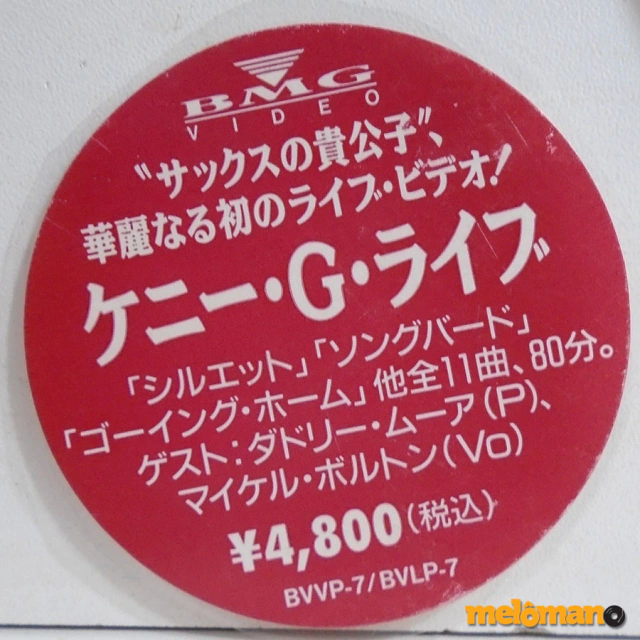 BMG
VIDEO
〝サックスの貴公子〟、
華麗なる初のライブ・ビデオ!
ケニー・G・ライブ
「シルエット」「ソングバード」
「ゴーイング・ホーム」他全11曲、80分。
ゲスト:ダドリー・ムーア(P)、
マイケル・ボルトン(Vo)
¥4,800(税込)
BVVP-7/BVLP-7
melómano